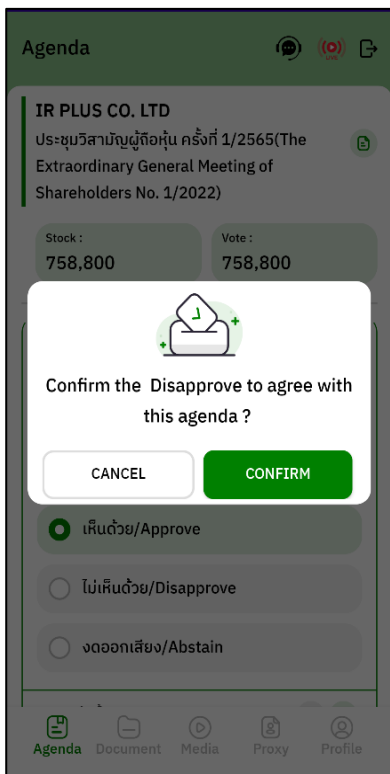 Agenda
LIVE
IR PLUS CO. LTD
ประชุมวิสามัญผู้ถือหุ้น ครั้งที่ 1/2565(The
Extraordinary General Meeting of
Shareholders No. 1/2022)
Stock :
Vote :
758,800
758,800
Confirm the Disapprove to agree with
this agenda ?
CANCEL
CONFIRM
เห็นด้วย/Approve
ไม่เห็นด้วย/Disapprove
งดออกเสียง/Abstain
Agenda
Document
Media
Proxy
Profile